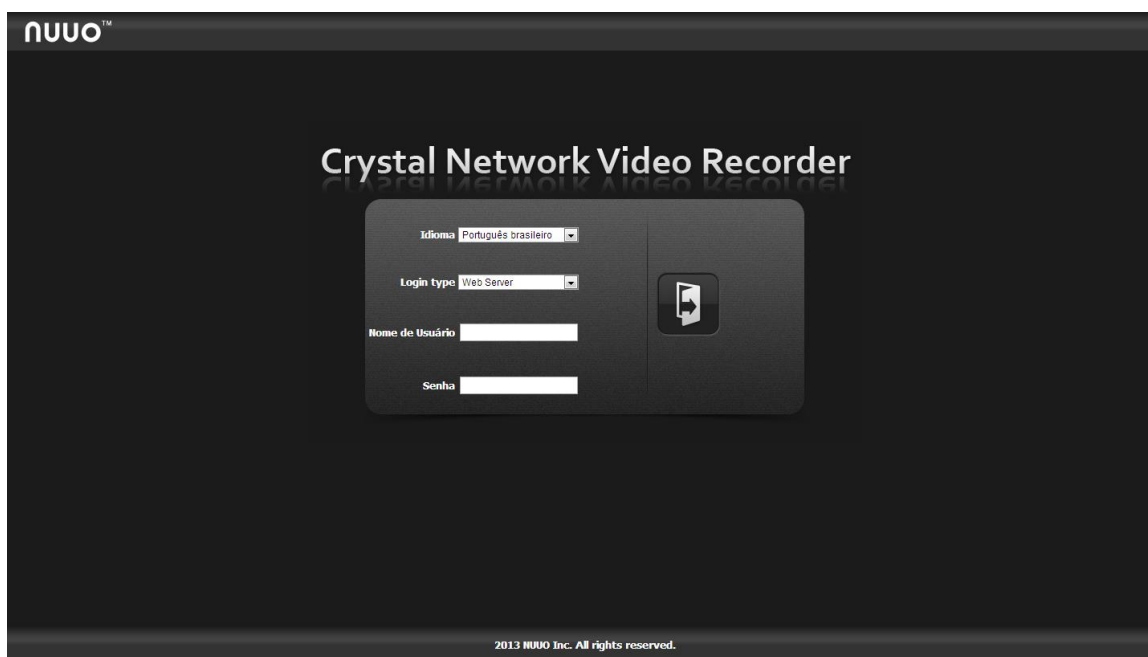 nuuo™
Crystal Network Video Recorder
Idioma Português brasileiro
Login type Web Server
Nome de Usuário
Senha
2013 NUUO Inc. All rights reserved.